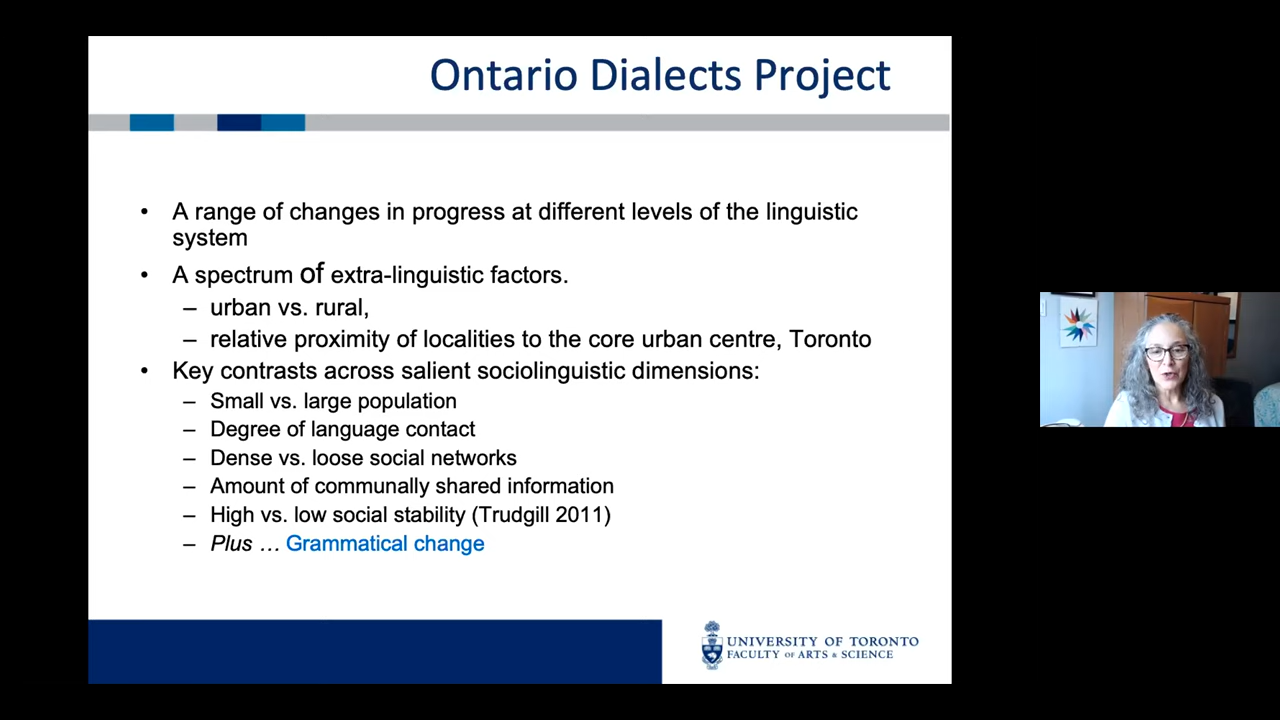 Ontario Dialects Project
• A range of changes in progress at different levels of the linguistic
system
• A spectrum of extra-linguistic factors.
– urban vs. rural,
– relative proximity of localities to the core urban centre, Toronto
• Key contrasts across salient sociolinguistic dimensions:
– Small vs. large population
– Degree of language contact
– Dense vs. loose social networks
– Amount of communally shared information
– High vs. low social stability (Trudgill 2011)
– Plus … Grammatical change
UNIVERSITY OF TORONTO
FACULTY OF ARTS & SCIENCE